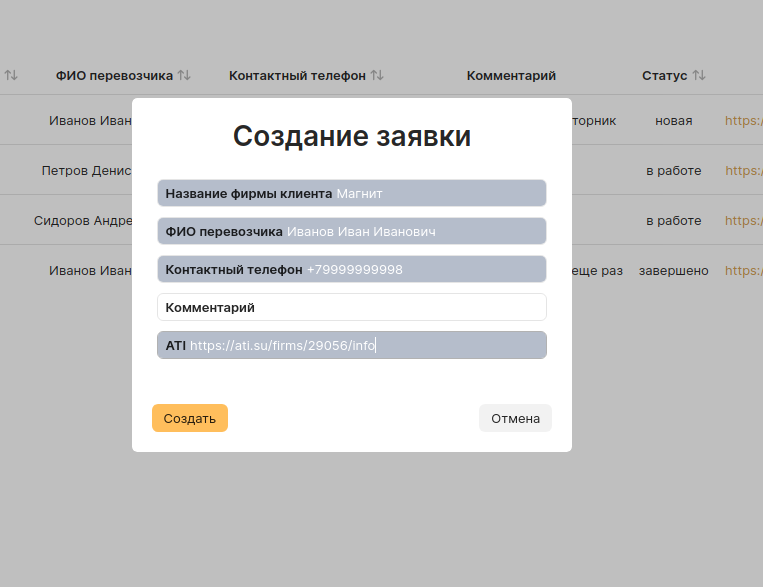 ФИО перевозчика Контактный телефон Комментарий Статус
Иванов Иван торник новая https:/
Создание заявки
Петров Денис в работе https:/
Название фирмы клиента Магнит
Сидоров Андре в работе https:/
ФИО перевозчика Иванов Иван Иванович
Контактный телефон +79999999998
Иванов Иван еще раз завершено https:/
Комментарий
ATI https://ati.su/firms/29056/info
Создать Отмена